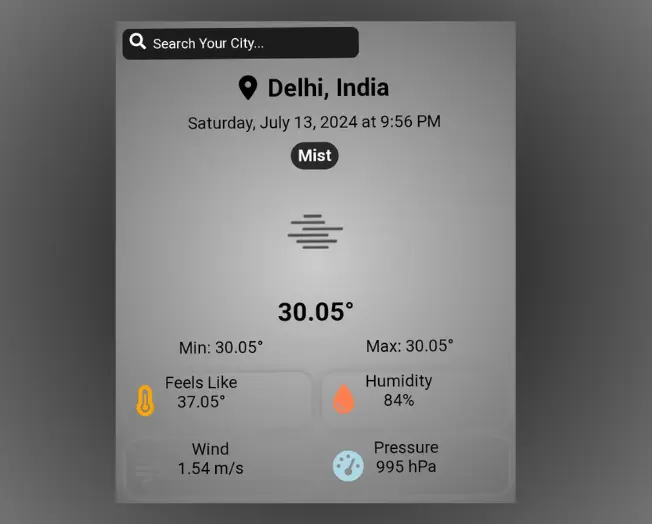 Search Your City...
Delhi, India
Saturday, July 13, 2024 at 9:56 PM
Mist
30.05°
Min: 30.05° Max: 30.05°
Feels Like
37.05°
Humidity
84%
Wind
1.54 m/s
Pressure
995 hPa